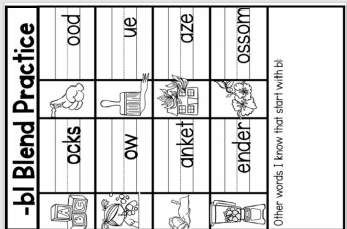 -bl Blend Practice
ocks ood
ow ue
anket aze
ender ossom
Other words I know that start with bl